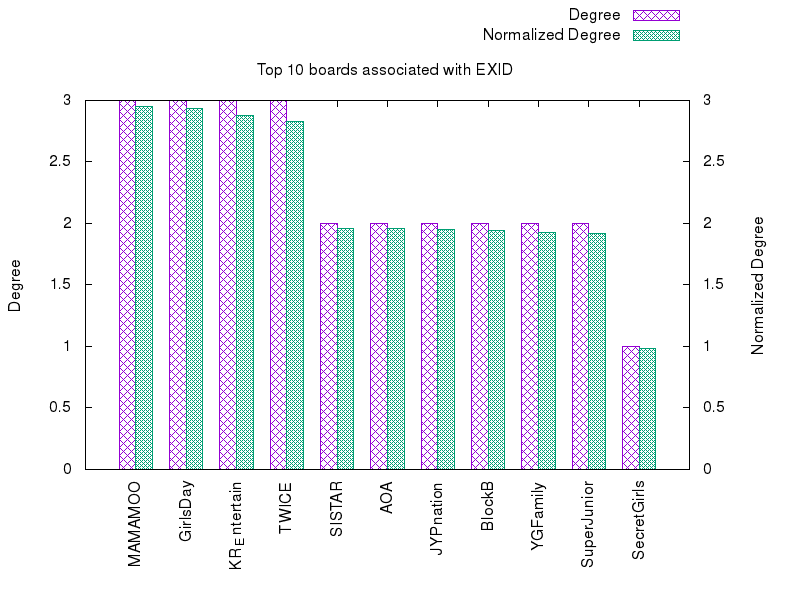 Degree
Normalized Degree
Top 10 boards associated with EXID
3
2.5
2
1.5
1
0.5
0
3
2.5
2
1.5
1
0.5
0
Degree
Normalized Degree
MAMAMOO
GirlsDay
KREntertain
TWICE
SISTAR
AOA
JYPnation
BlockB
YGFamily
SuperJunior
SecretGirls